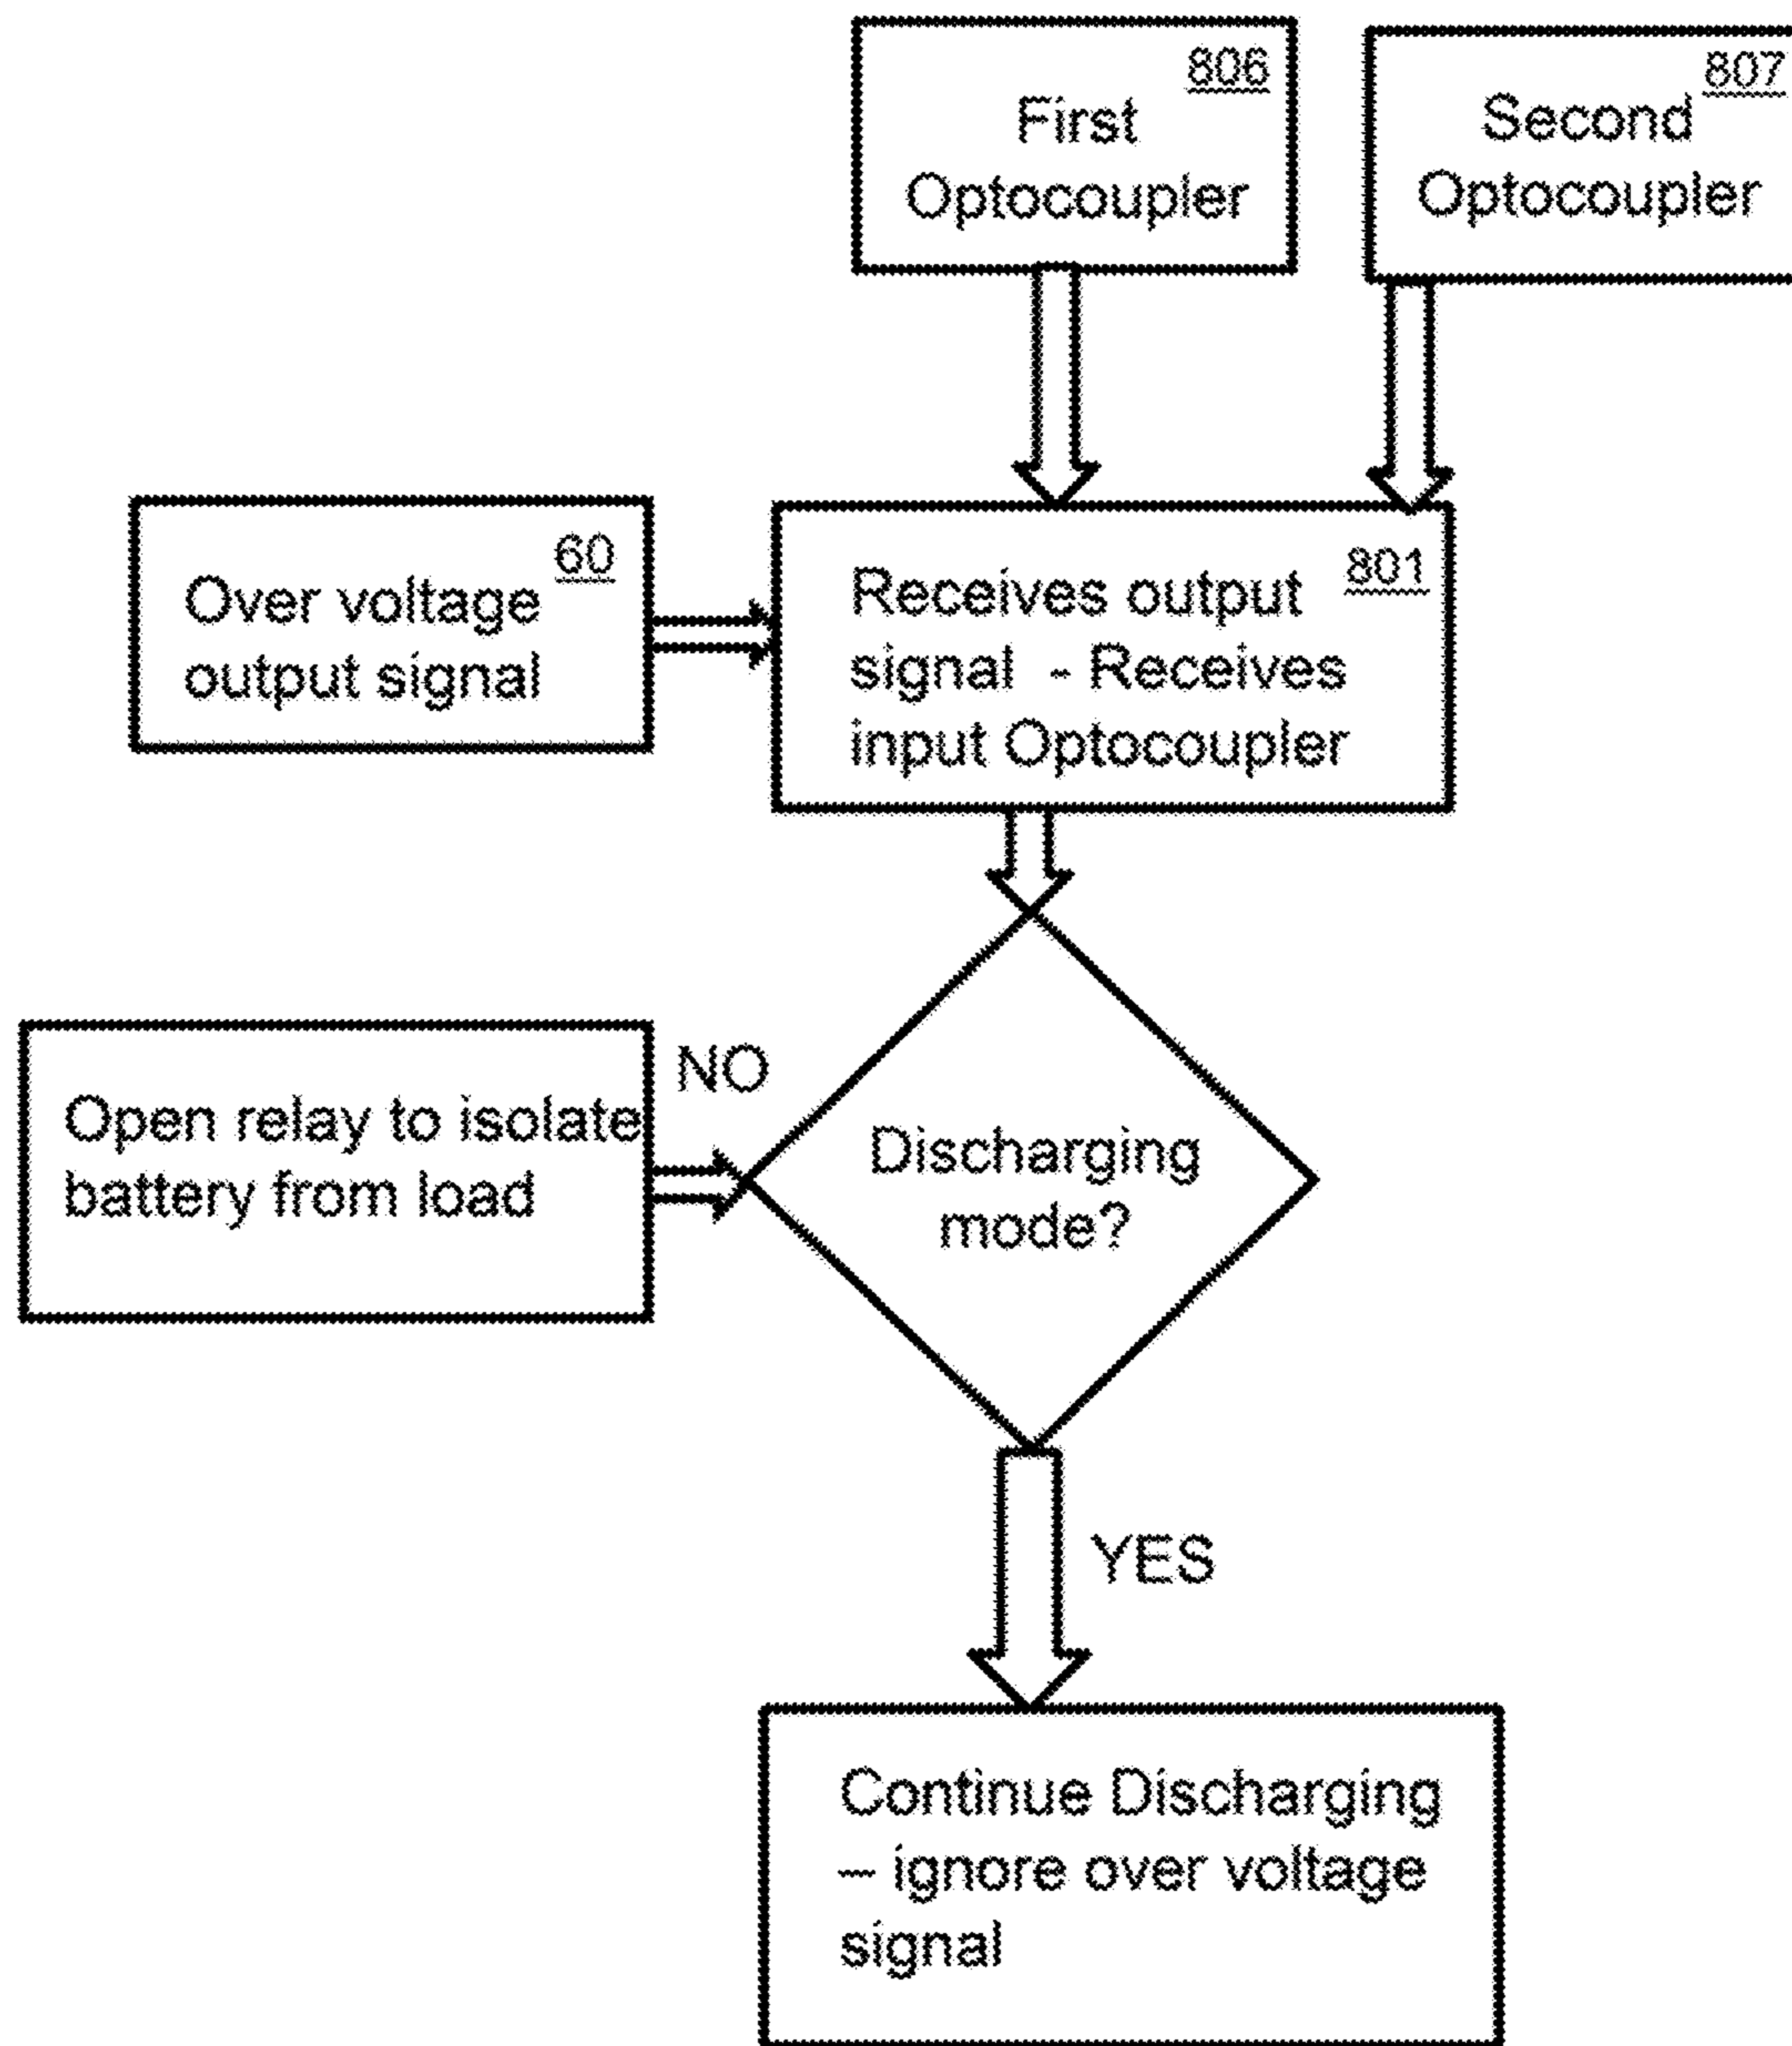 806
First
Optocoupler
807
Second
Optocoupler
60
Over voltage
output signal
801
Receives output
signal - Receives
input Optocoupler
NO
Open relay to isolate
battery from load
Discharging
mode?
YES
Continue Discharging
– ignore over voltage
signal